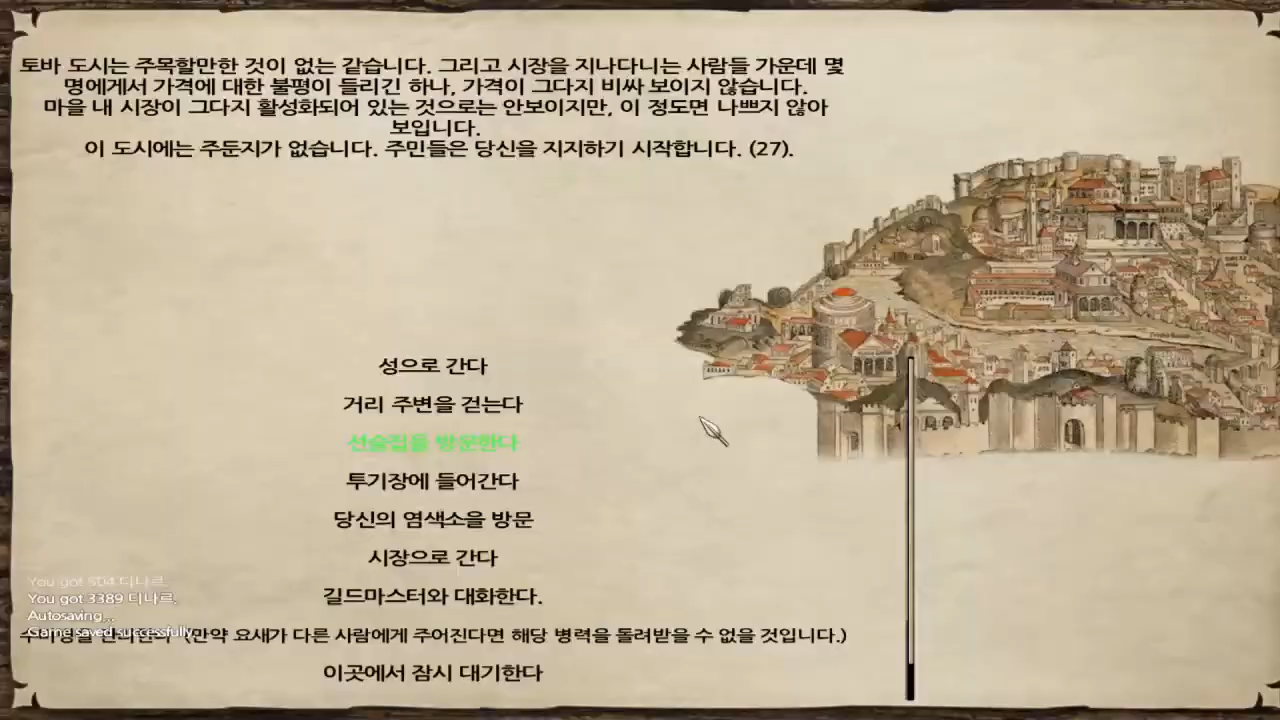 토바 도시는 주목할만한 것이 없는 같습니다. 그리고 시장을 지나다니는 사람들 가운데 몇
명에게서 가격에 대한 불평이 들리긴 하나, 가격이 그다지 비싸 보이지 않습니다.
마을 내 시장이 그다지 활성화되어 있는 것으로는 안보이지만, 이 정도면 나쁘지 않아
보입니다.
이 도시에는 주둔지가 없습니다. 주민들은 당신을 지지하기 시작합니다. (27).
성으로 간다
거리 주변을 걷는다
선술집을 방문한다
투기장에 들어간다
당신의 염색소을 방문
시장으로 간다
길드마스터와 대화한다.
You got 504 디나르.
You got 3389 디나르.
Autosaving...
Game saved successfully.
(만약 요새가 다른 사람에게 주어진다면 해당 병력을 돌려받을 수 없을 것입니다.)
이곳에서 잠시 대기한다